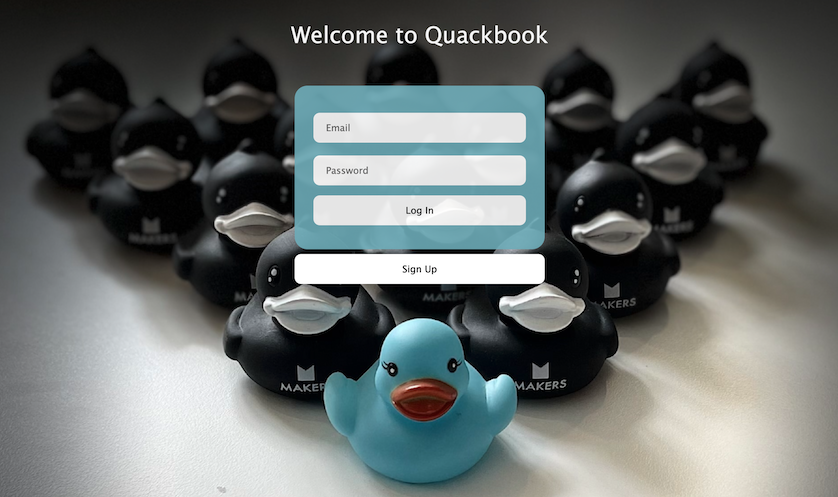 Welcome to Quackbook
Email
Password
Log In
Sign Up
MAKERS
MAKERS
MAKERS
MAKERS
MAKERS